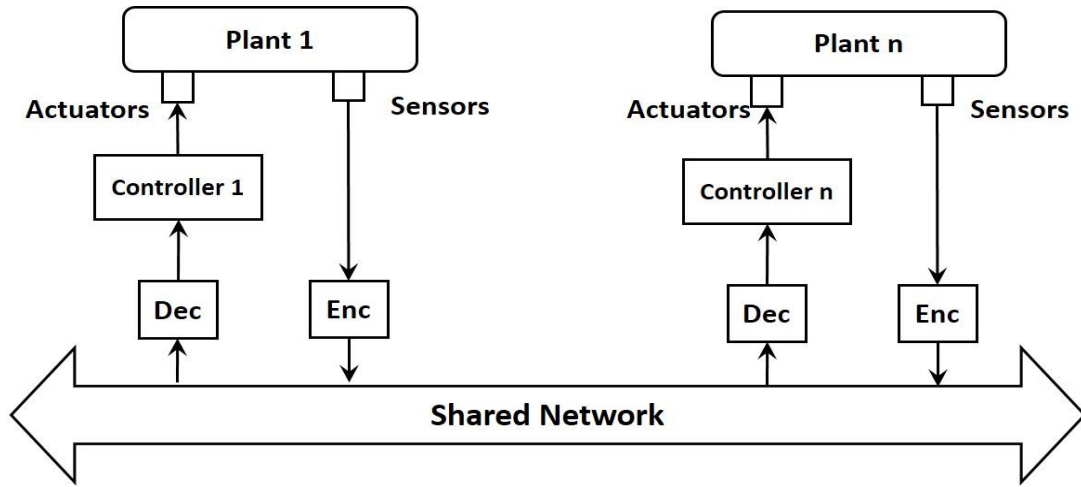 Plant 1
Plant n
Actuators
Sensors
Actuators
Sensors
Controller 1
Controller n
Dec
Enc
Dec
Enc
Shared Network